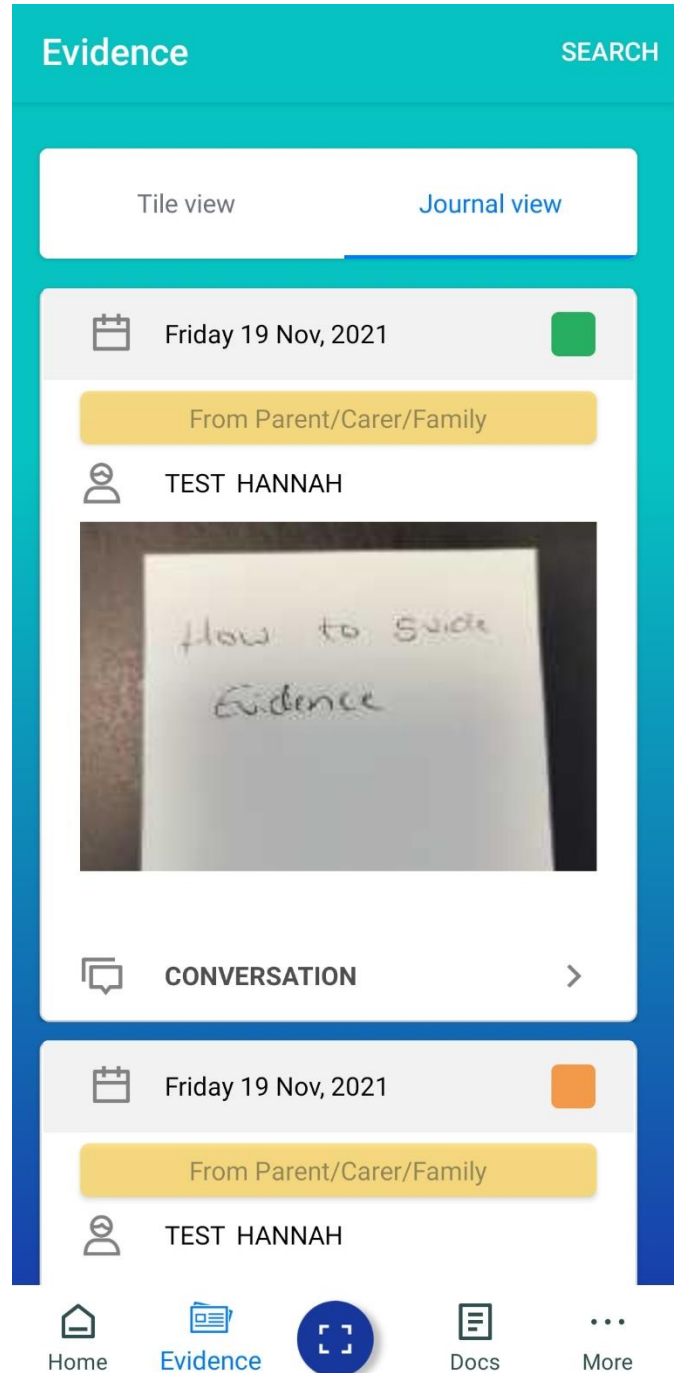 Evidence
SEARCH
Tile view
Journal view
Friday 19 Nov, 2021
From Parent/Carer/Family
TEST HANNAH
How to guide
Evidence
CONVERSATION
Friday 19 Nov, 2021
From Parent/Carer/Family
TEST HANNAH
Home
Evidence
Docs
More